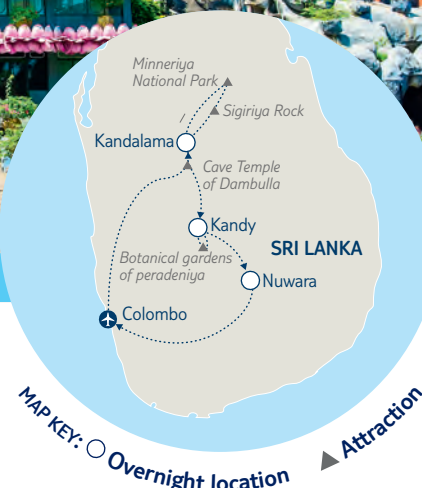 Minneriya
National Park
Sigiriya Rock
Kandalama
Cave Temple
of Dambulla
Kandy
Botanical gardens
of peradeniya
SRI LANKA
Nuwara
Colombo
MAP KEY: Overnight location Attraction